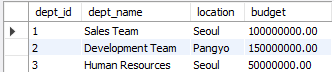 dept_id dept_name location budget
1 Sales Team Seoul 100000000.00
2 Development Team Pangyo 150000000.00
3 Human Resources Seoul 50000000.00